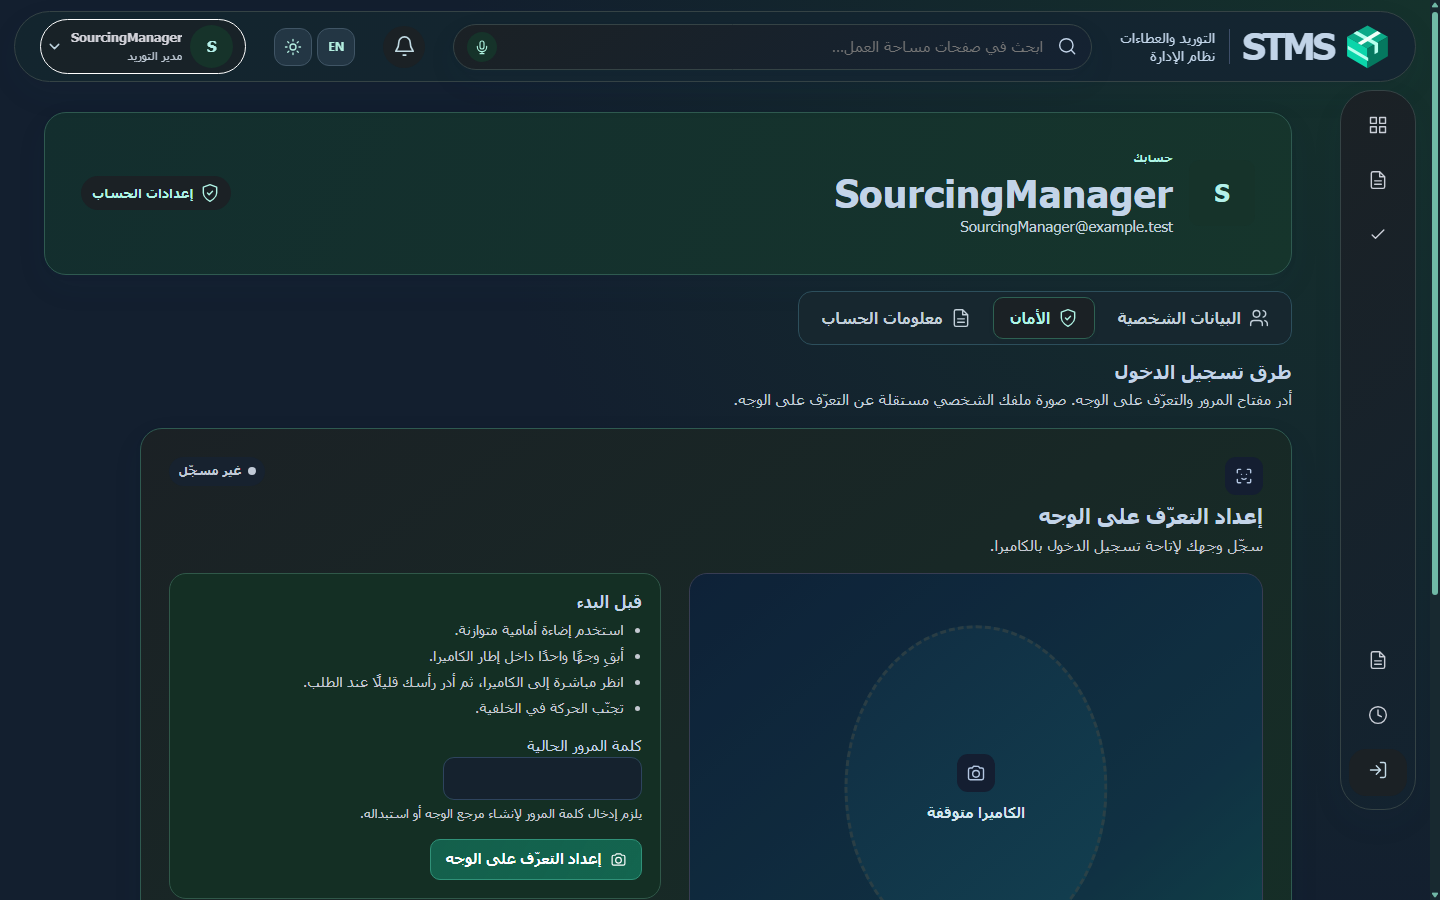 STMS
التوريد والعطاءات
نظام الإدارة
ابحث في صفحات مساحة العمل...
EN
S
SourcingManager
مدير التوريد
حسابك
S
SourcingManager
SourcingManager@example.test
إعدادات الحساب
البيانات الشخصية
الأمان
معلومات الحساب
طرق تسجيل الدخول
أدر مفتاح المرور والتعرّف على الوجه. صورة ملفك الشخصي مستقلة عن التعرّف على الوجه.
غير مسجّل
إعداد التعرّف على الوجه
سجّل وجهك لإتاحة تسجيل الدخول بالكاميرا.
الكاميرا متوقفة
قبل البدء
استخدم إضاءة أمامية متوازنة.
أبقِ وجهًا واحدًا داخل إطار الكاميرا.
انظر مباشرة إلى الكاميرا، ثم أدر رأسك قليلًا عند الطلب.
تجنّب الحركة في الخلفية.
كلمة المرور الحالية
يلزم إدخال كلمة المرور لإنشاء مرجع الوجه أو استبداله.
إعداد التعرّف على الوجه